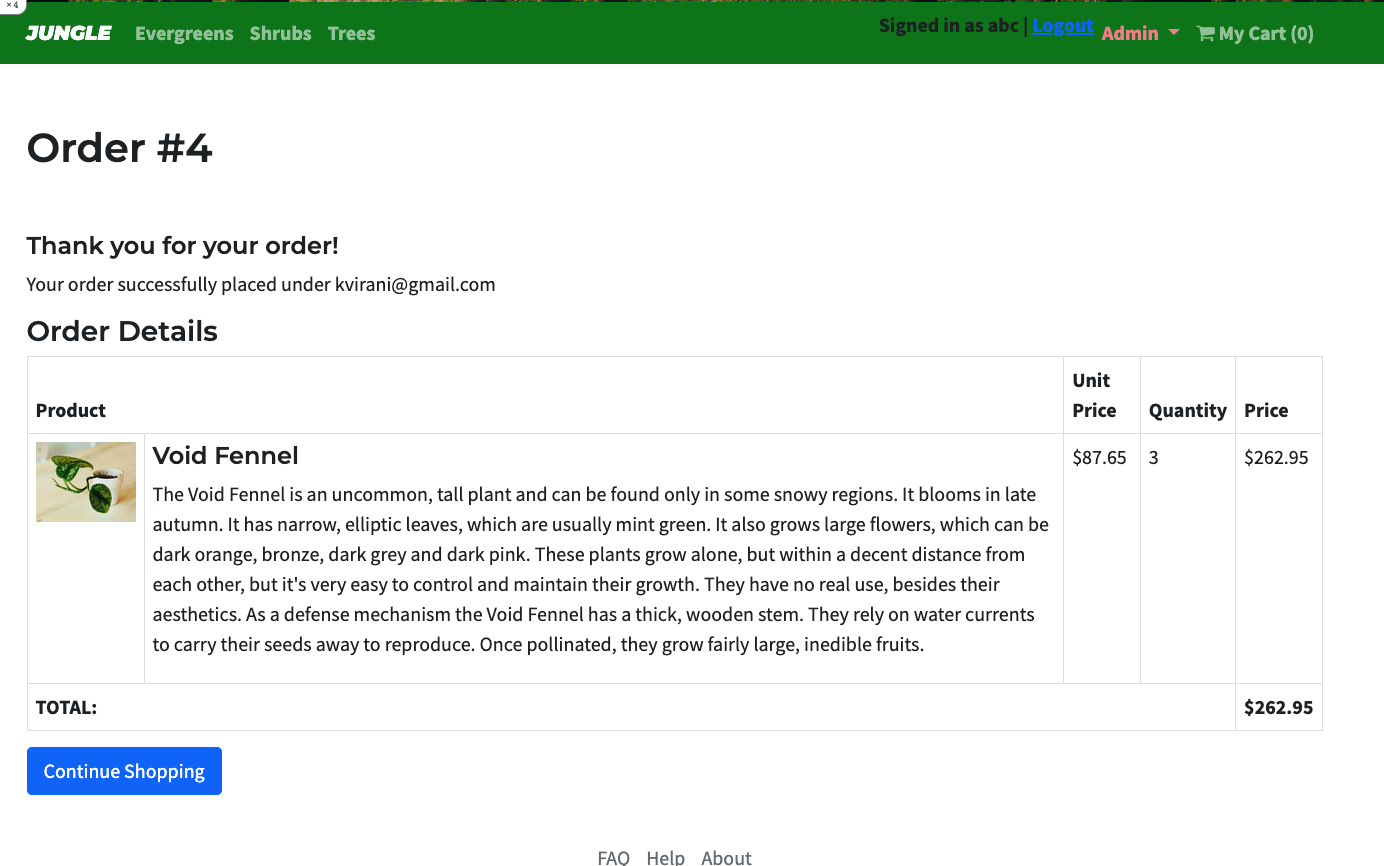 × 4
JUNGLE Evergreens Shrubs Trees Signed in as abc | Logout Admin My Cart (0)
Order #4
Thank you for your order!
Your order successfully placed under kvirani@gmail.com
Order Details
Product Unit Price Quantity Price
Void Fennel $87.65 3 $262.95
The Void Fennel is an uncommon, tall plant and can be found only in some snowy regions. It blooms in late
autumn. It has narrow, elliptic leaves, which are usually mint green. It also grows large flowers, which can be
dark orange, bronze, dark grey and dark pink. These plants grow alone, but within a decent distance from
each other, but it's very easy to control and maintain their growth. They have no real use, besides their
aesthetics. As a defense mechanism the Void Fennel has a thick, wooden stem. They rely on water currents
to carry their seeds away to reproduce. Once pollinated, they grow fairly large, inedible fruits.
TOTAL: $262.95
Continue Shopping
FAQ Help About